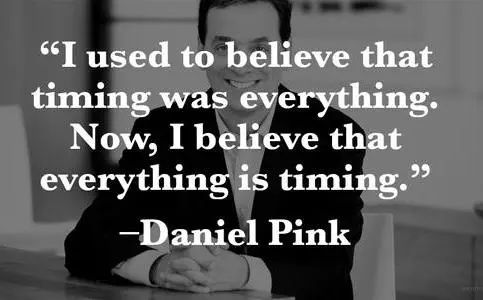 “I used to believe that
timing was everything.
Now, I believe that
everything is timing.”
–Daniel Pink